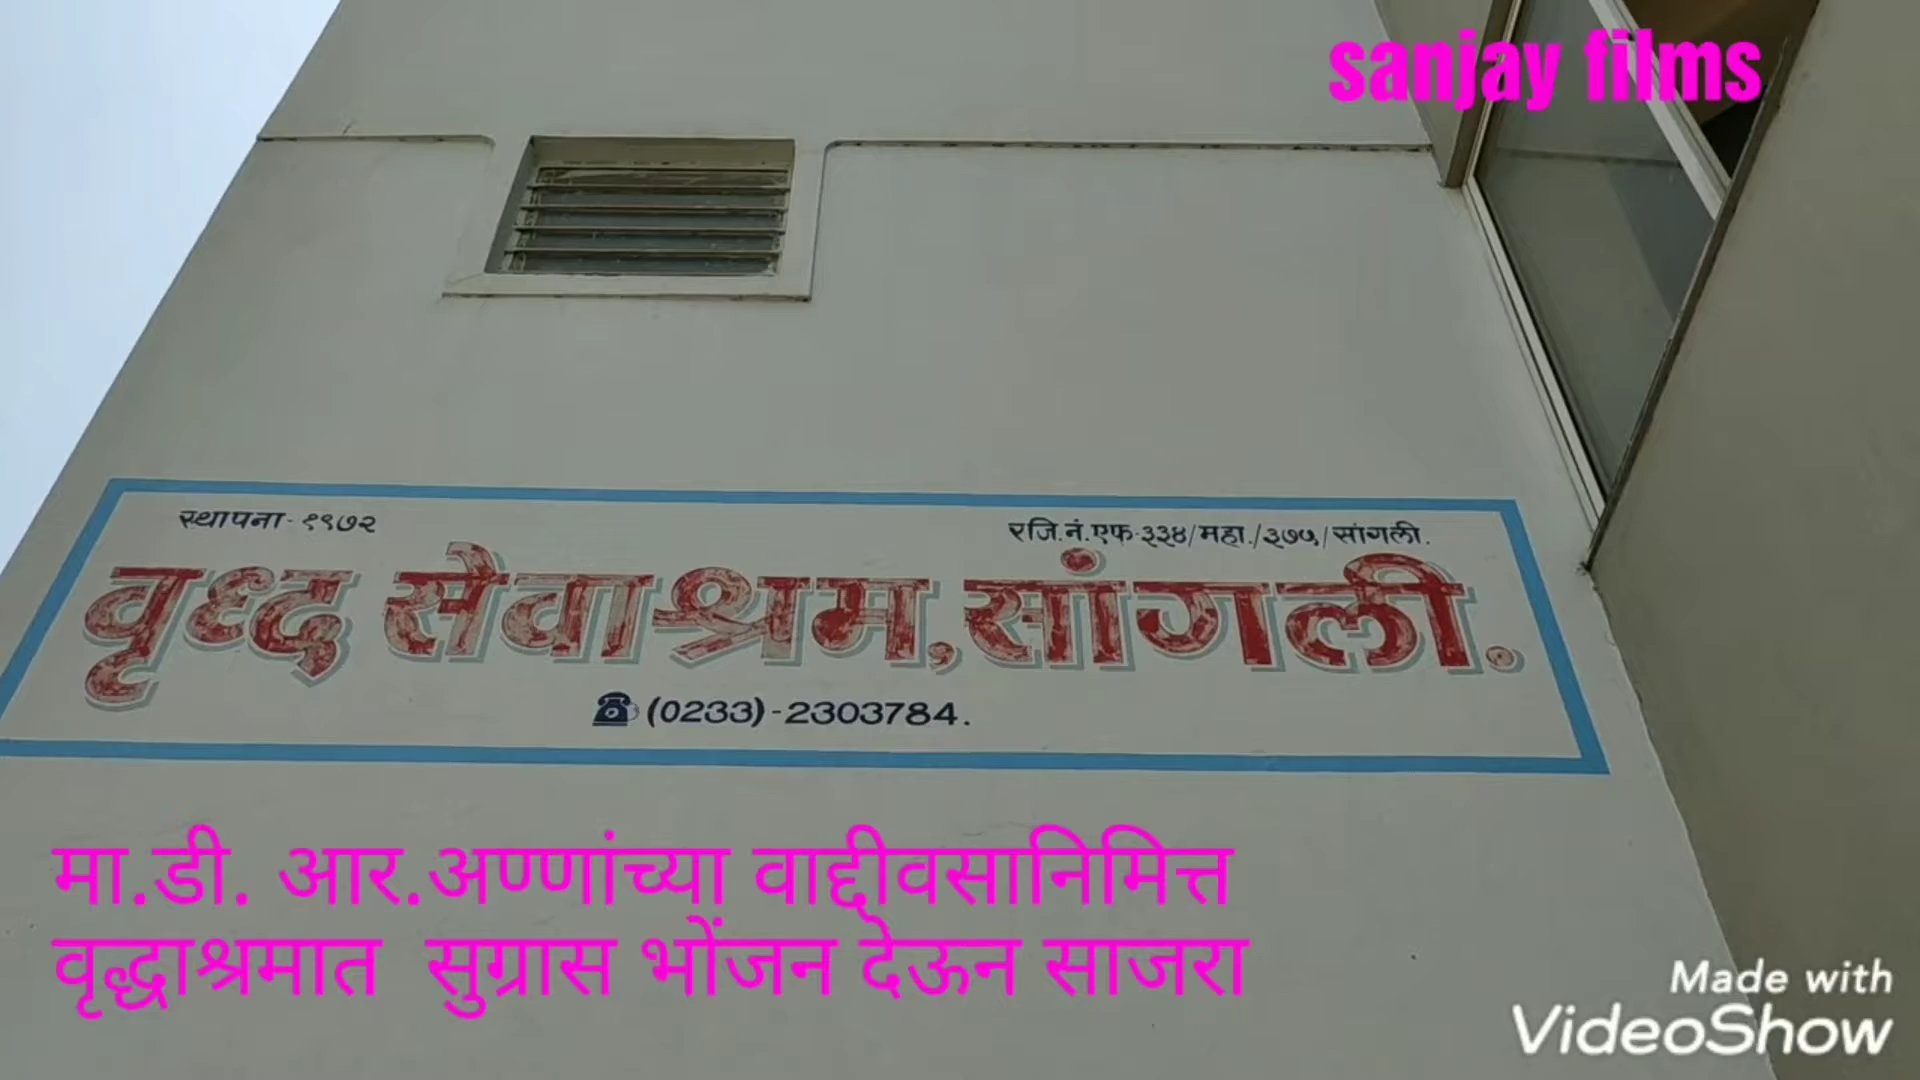 sanjay films
स्थापना- १९७२
रजि.नं.एफ-३३४/महा./३७५/सांगली.
वृध्द सेवाश्रम,सांगली.
(0233)-2303784.
मा.डी. आर.अण्णांच्या वाद्दीवसानिमित्त
वृद्धाश्रमात सुग्रास भोंजन देऊन साजरा
Made with
VideoShow